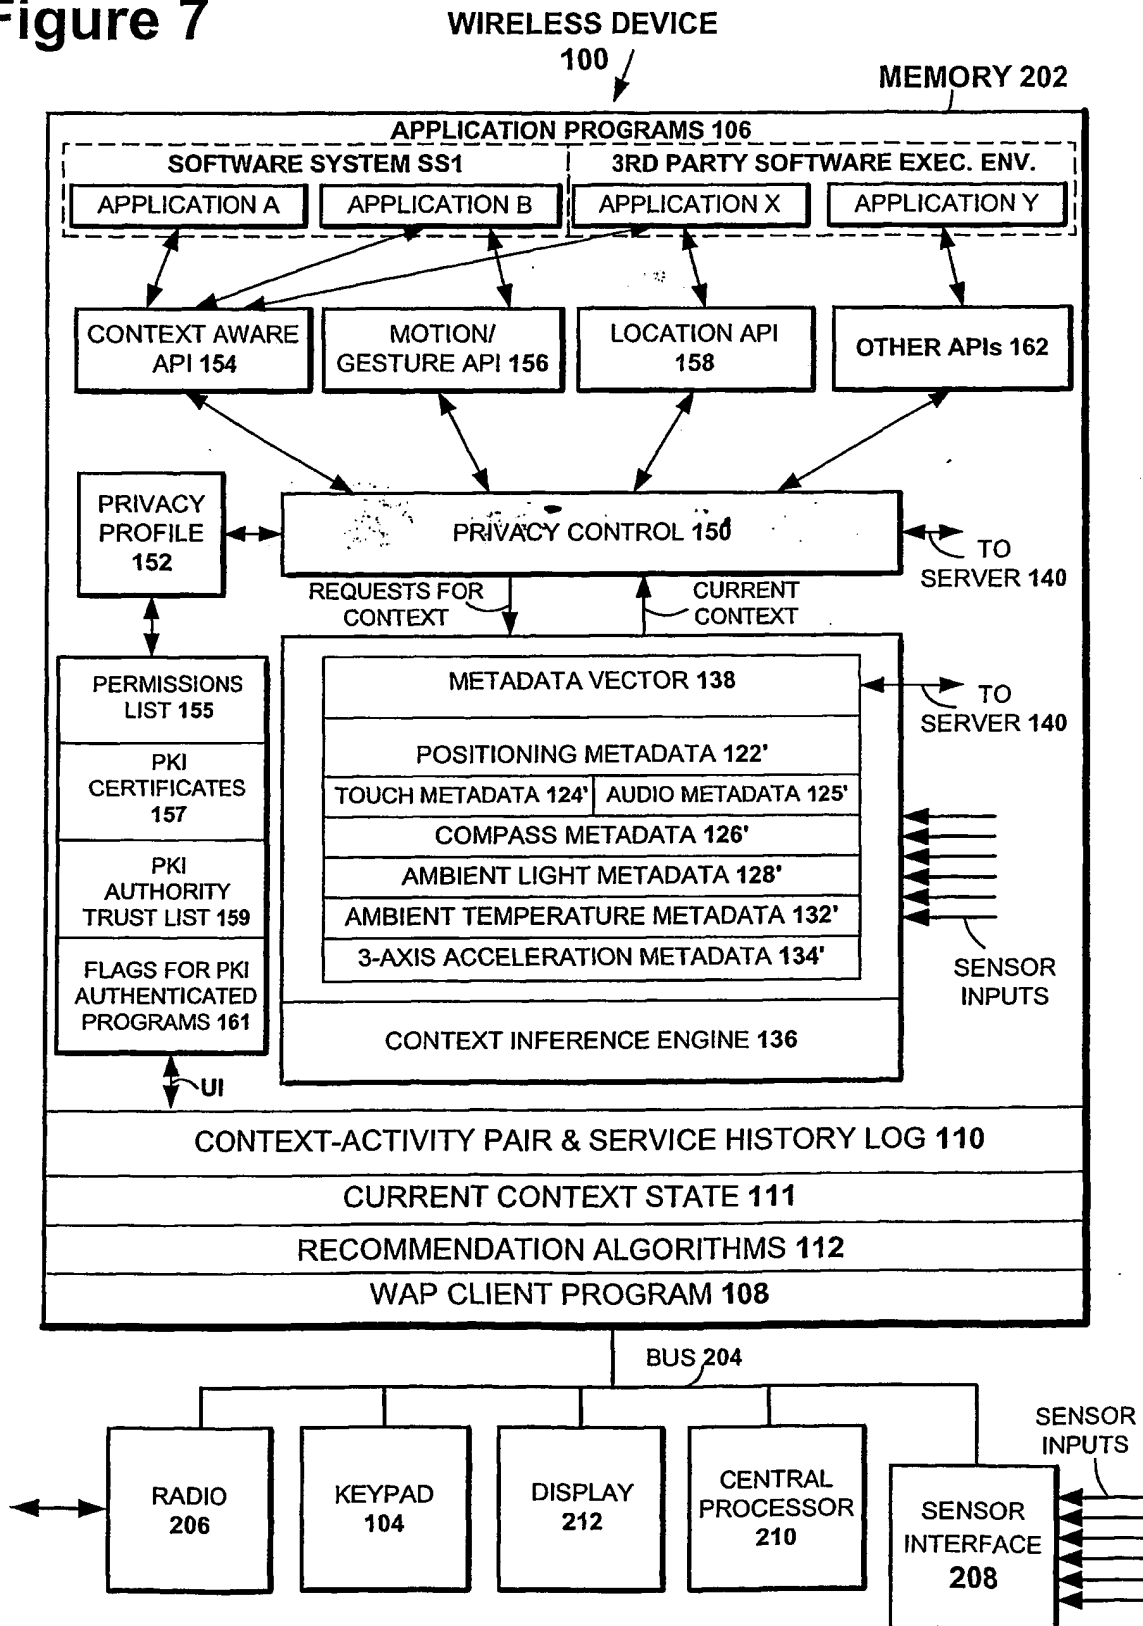 Figure 7
WIRELESS DEVICE
100
MEMORY 202
APPLICATION PROGRAMS 106
SOFTWARE SYSTEM SS1
3RD PARTY SOFTWARE EXEC. ENV.
APPLICATION A
APPLICATION B
APPLICATION X
APPLICATION Y
CONTEXT AWARE
API 154
MOTION/
GESTURE API 156
LOCATION API
158
OTHER APIs 162
PRIVACY
PROFILE
152
PRIVACY CONTROL 150
TO
SERVER 140
REQUESTS FOR
CONTEXT
CURRENT
CONTEXT
PERMISSIONS
LIST 155
PKI
CERTIFICATES
157
PKI
AUTHORITY
TRUST LIST 159
FLAGS FOR PKI
AUTHENTICATED
PROGRAMS 161
UI
METADATA VECTOR 138
TO
SERVER 140
POSITIONING METADATA 122'
TOUCH METADATA 124'
AUDIO METADATA 125'
COMPASS METADATA 126'
AMBIENT LIGHT METADATA 128'
AMBIENT TEMPERATURE METADATA 132'
3-AXIS ACCELERATION METADATA 134'
SENSOR
INPUTS
CONTEXT INFERENCE ENGINE 136
CONTEXT-ACTIVITY PAIR & SERVICE HISTORY LOG 110
CURRENT CONTEXT STATE 111
RECOMMENDATION ALGORITHMS 112
WAP CLIENT PROGRAM 108
BUS 204
RADIO
206
KEYPAD
104
DISPLAY
212
CENTRAL
PROCESSOR
210
SENSOR
INTERFACE
208
SENSOR
INPUTS